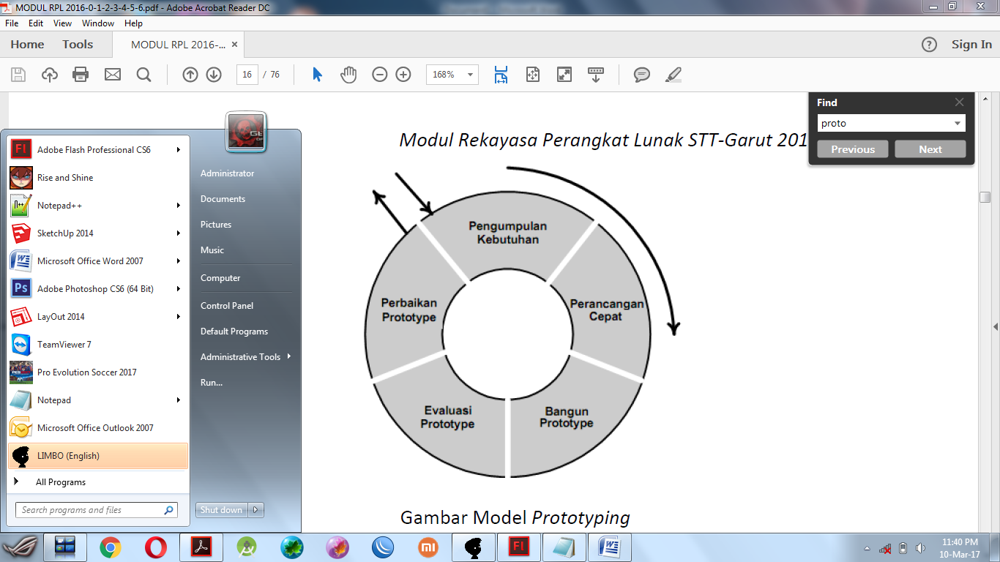 MODUL RPL 2016-0-1-2-3-4-5-6.pdf - Adobe Acrobat Reader DC
File Edit View Window Help
Home Tools MODUL RPL 2016-... × Sign In
16 / 76 168%
Find
proto
Previous Next
Modul Rekayasa Perangkat Lunak STT-Garut 201
Pengumpulan
Kebutuhan
Perancangan
Cepat
Bangun
Prototype
Evaluasi
Prototype
Perbaikan
Prototype
Gambar Model Prototyping
Adobe Flash Professional CS6
Rise and Shine
Notepad++
SketchUp 2014
Microsoft Office Word 2007
Adobe Photoshop CS6 (64 Bit)
LayOut 2014
TeamViewer 7
Pro Evolution Soccer 2017
Notepad
Microsoft Office Outlook 2007
LIMBO (English)
All Programs
Search programs and files
Administrator
Documents
Pictures
Music
Computer
Control Panel
Default Programs
Administrative Tools
Run...
Shut down
11:40 PM
10-Mar-17